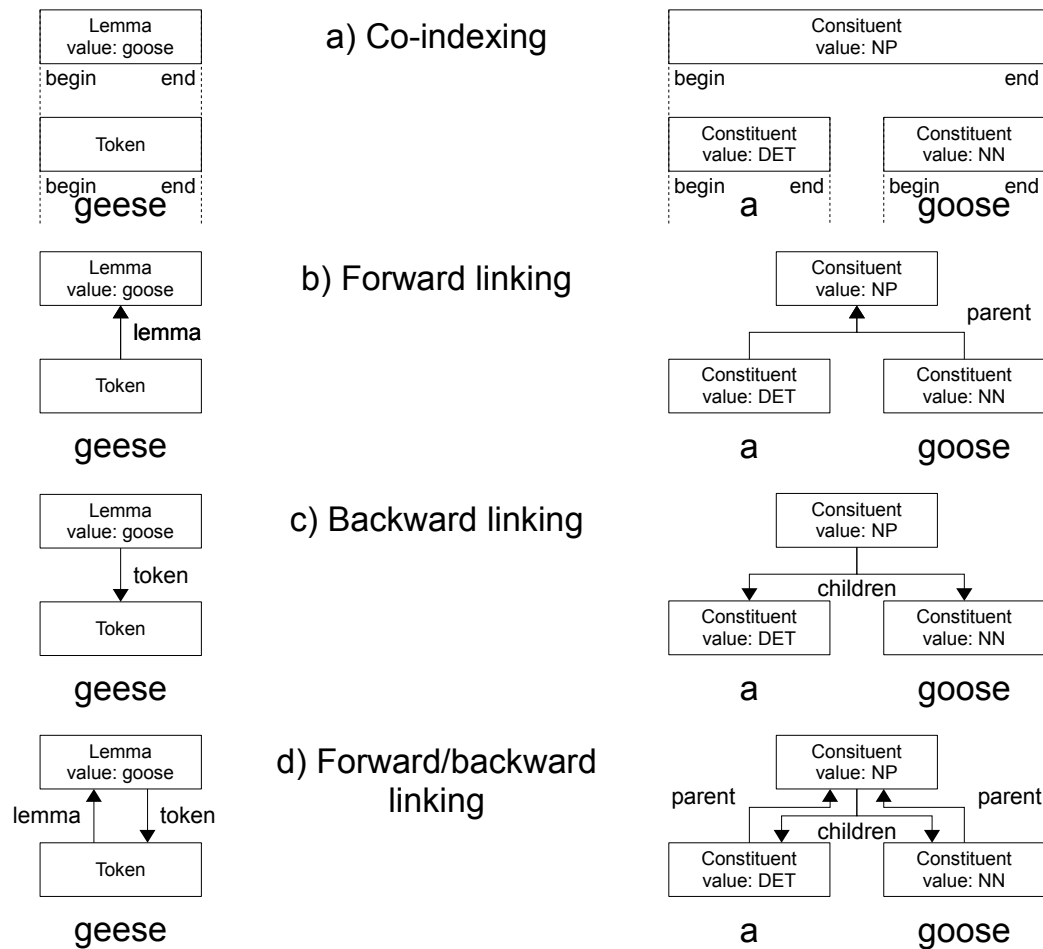 Lemma
value: goose
begin end
Token
begin end
geese
a) Co-indexing
Consituent
value: NP
begin end
Constituent
value: DET
begin end
a
Constituent
value: NN
begin end
goose
Lemma
value: goose
lemma
Token
geese
b) Forward linking
Consituent
value: NP
parent
Constituent
value: DET
a
Constituent
value: NN
goose
Lemma
value: goose
token
Token
geese
c) Backward linking
Consituent
value: NP
children
Constituent
value: DET
a
Constituent
value: NN
goose
Lemma
value: goose
lemma token
Token
geese
d) Forward/backward
linking
Consituent
value: NP
parent parent
children
Constituent
value: DET
a
Constituent
value: NN
goose